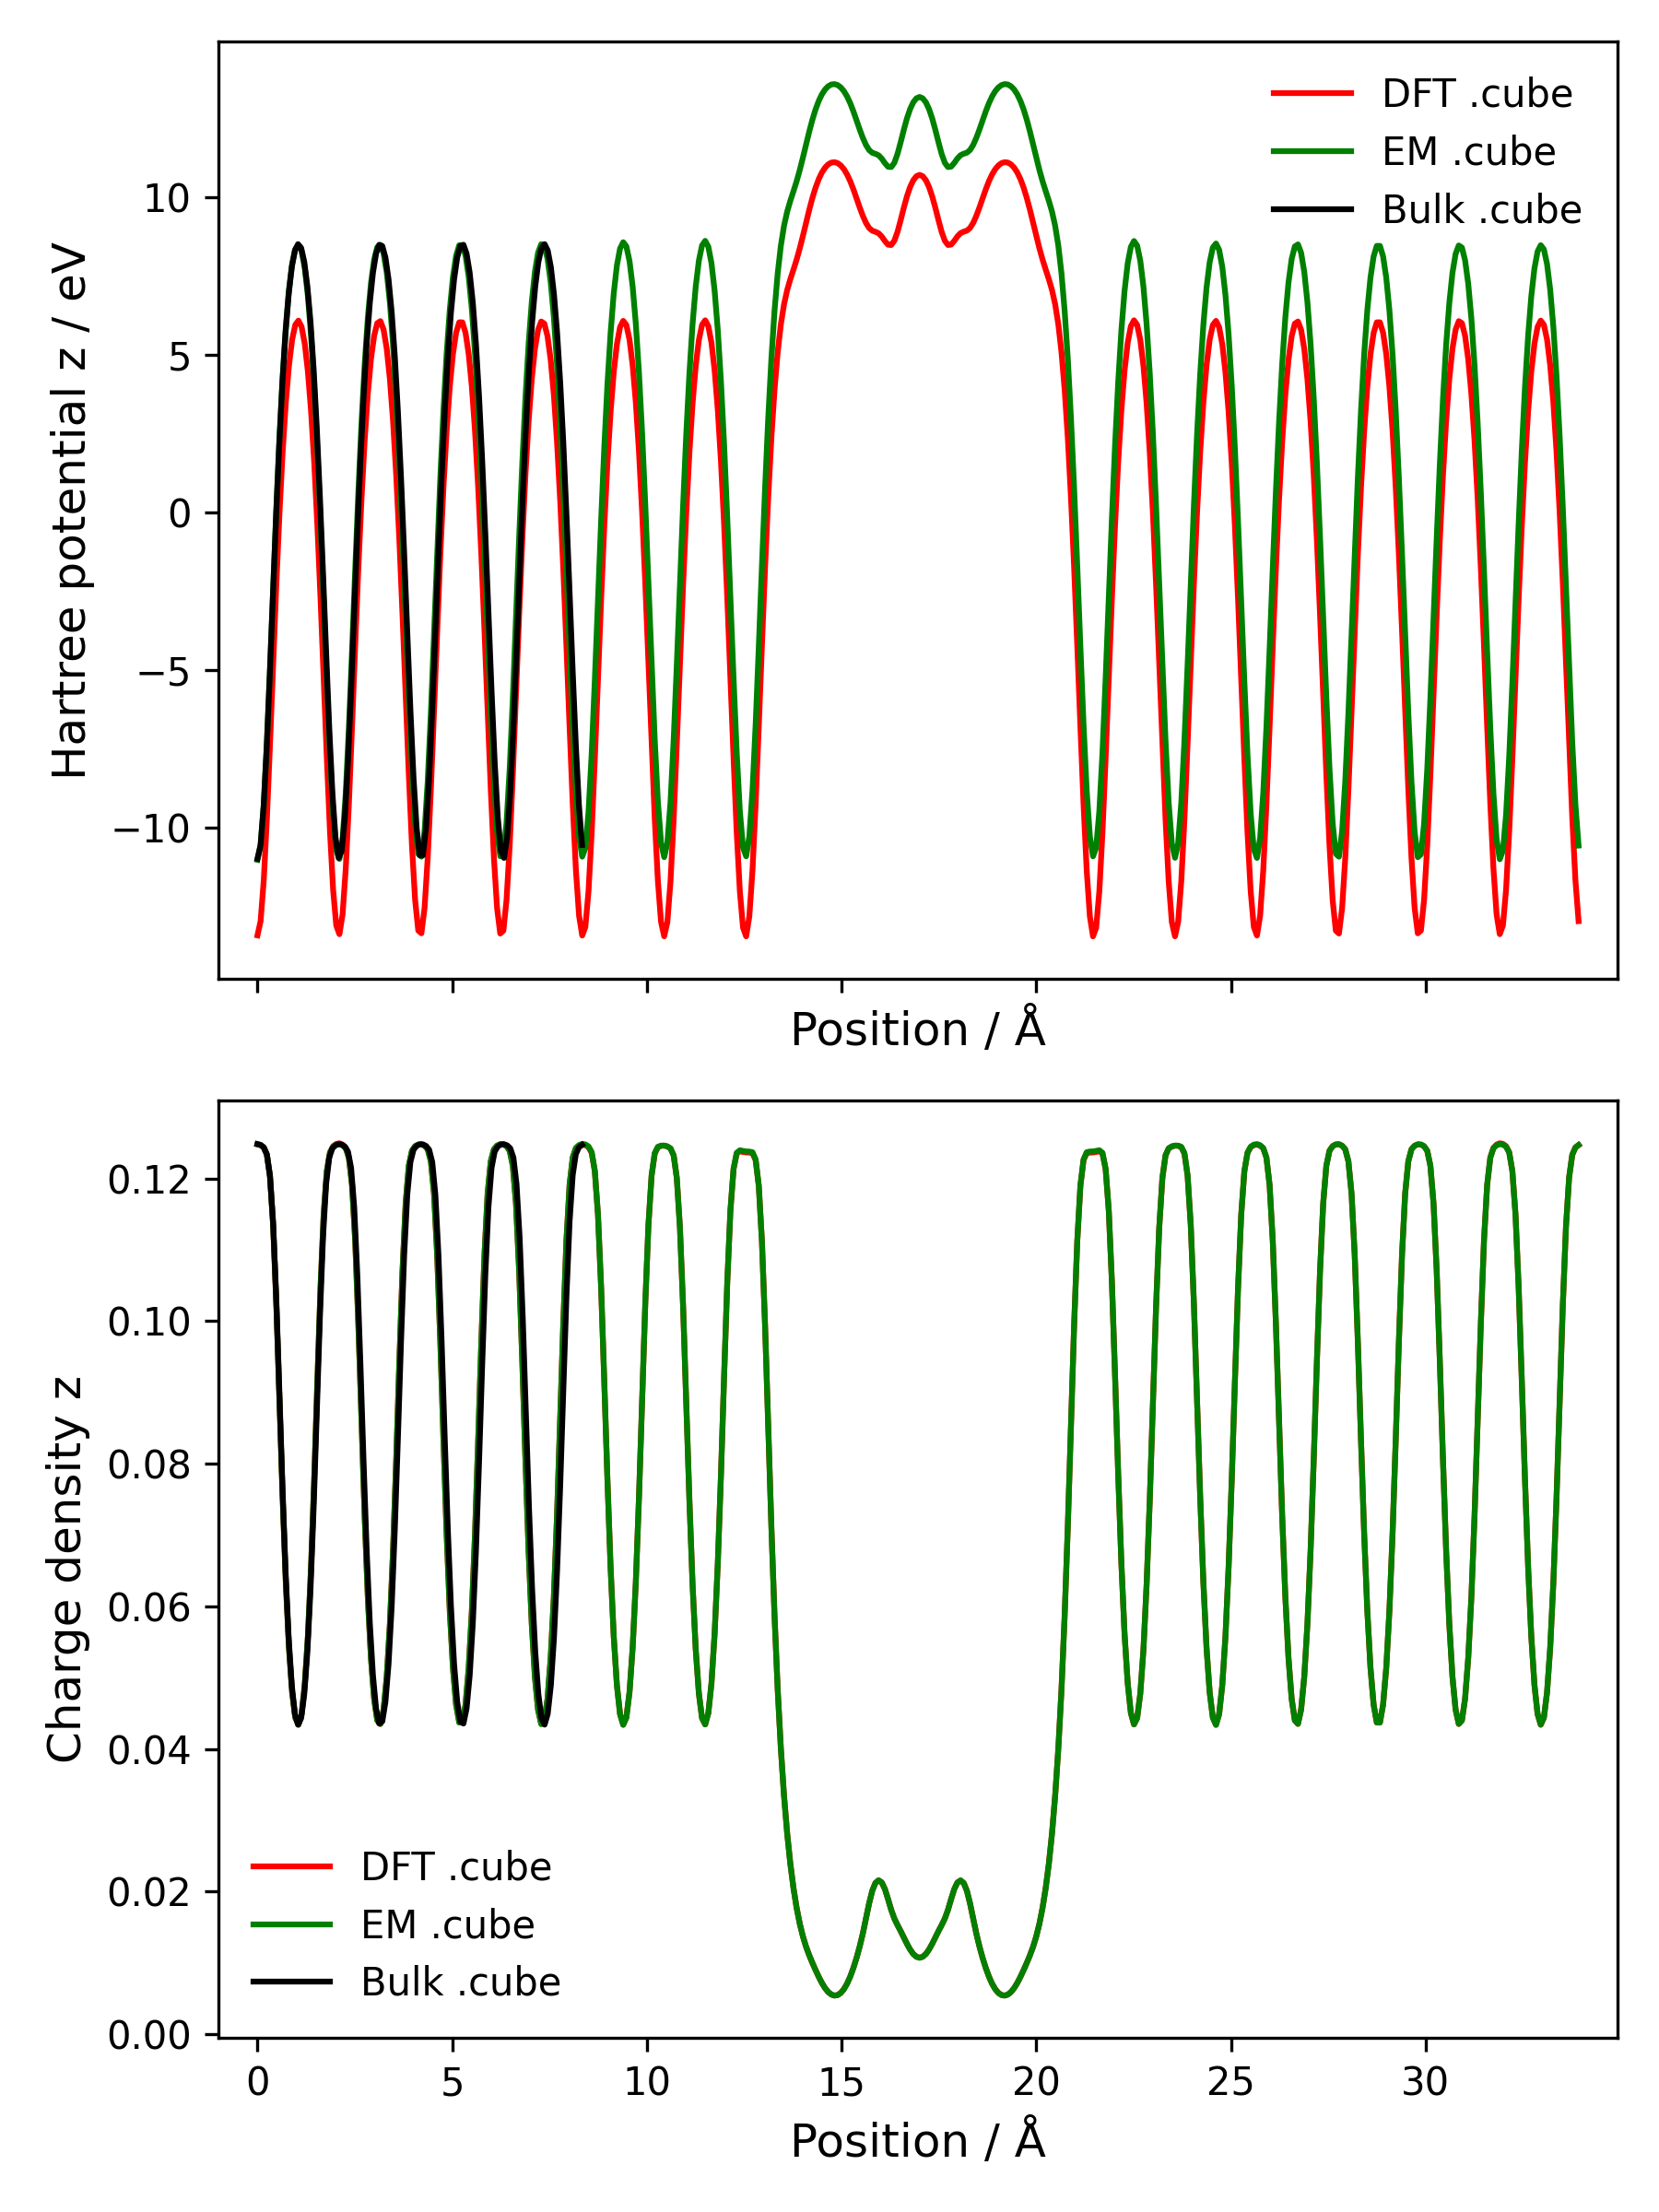 Hartree potential z / eV
10
5
0
−5
−10
DFT .cube
EM .cube
Bulk .cube
Position / Å
Charge density z
0.12
0.10
0.08
0.06
0.04
0.02
0.00
DFT .cube
EM .cube
Bulk .cube
0 5 10 15 20 25 30
Position / Å